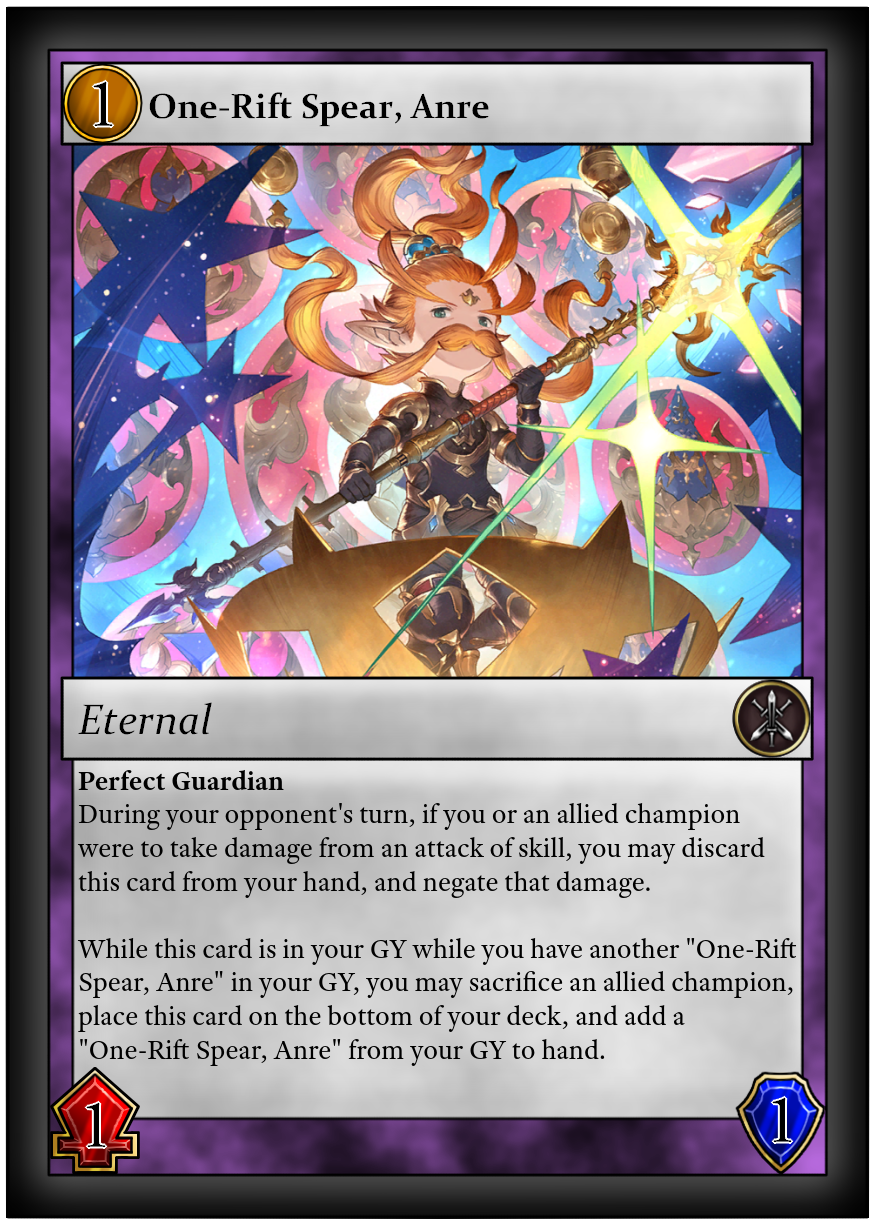 1 One-Rift Spear, Anre
Eternal
Perfect Guardian
During your opponent's turn, if you or an allied champion
were to take damage from an attack of skill, you may discard
this card from your hand, and negate that damage.
While this card is in your GY while you have another "One-Rift
Spear, Anre" in your GY, you may sacrifice an allied champion,
place this card on the bottom of your deck, and add a
"One-Rift Spear, Anre" from your GY to hand.
1
1